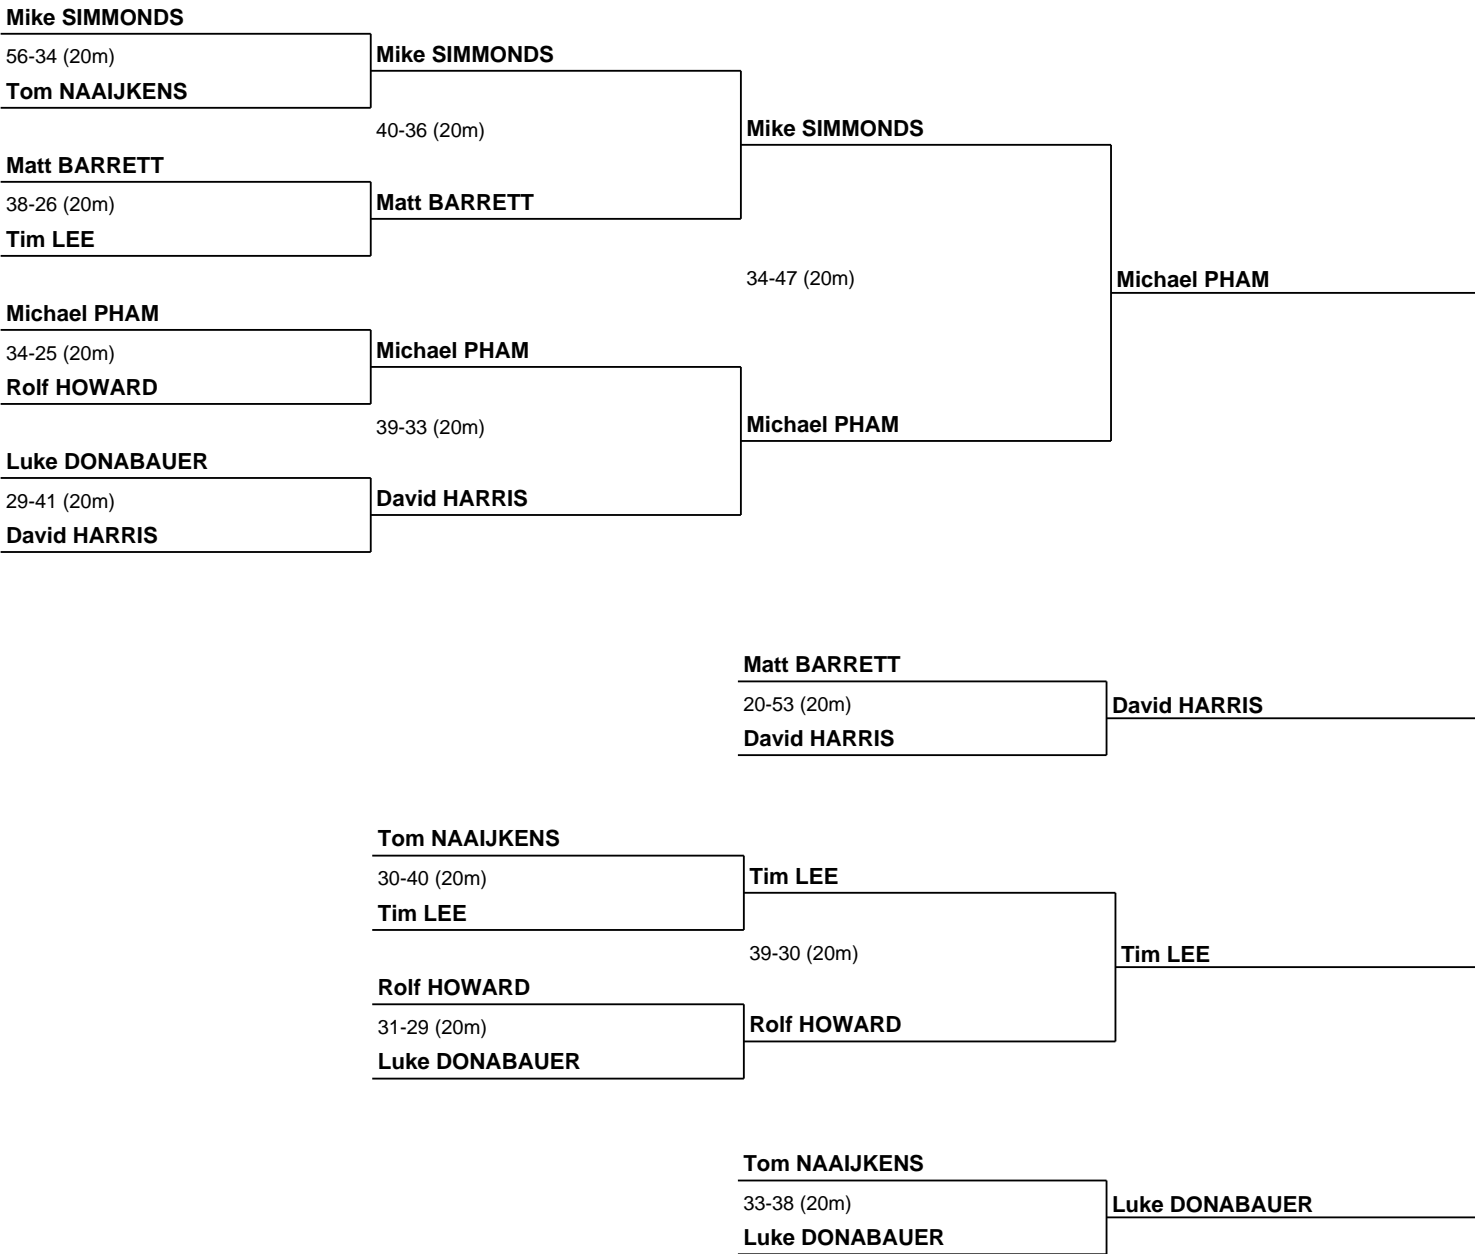 Mike SIMMONDS
56-34 (20m)
Mike SIMMONDS
Tom NAAIJKENS
40-36 (20m)
Mike SIMMONDS
Matt BARRETT
38-26 (20m)
Matt BARRETT
Tim LEE
34-47 (20m)
Michael PHAM
Michael PHAM
34-25 (20m)
Michael PHAM
Rolf HOWARD
39-33 (20m)
Michael PHAM
Luke DONABAUER
29-41 (20m)
David HARRIS
David HARRIS
Matt BARRETT
20-53 (20m)
David HARRIS
David HARRIS
Tom NAAIJKENS
30-40 (20m)
Tim LEE
Tim LEE
39-30 (20m)
Tim LEE
Rolf HOWARD
31-29 (20m)
Rolf HOWARD
Luke DONABAUER
Tom NAAIJKENS
33-38 (20m)
Luke DONABAUER
Luke DONABAUER